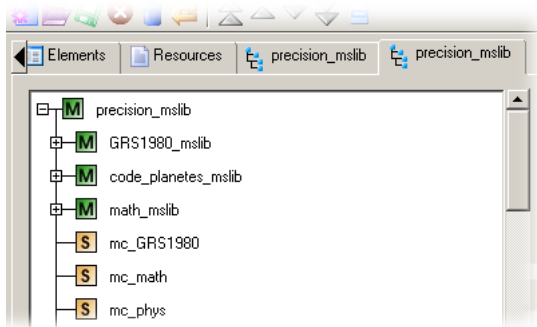 Elements Resources precision_mslib precision_mslib
M precision_mslib
M GRS1980_mslib
M code_planetes_mslib
M math_mslib
S mc_GRS1980
S mc_math
S mc_phys